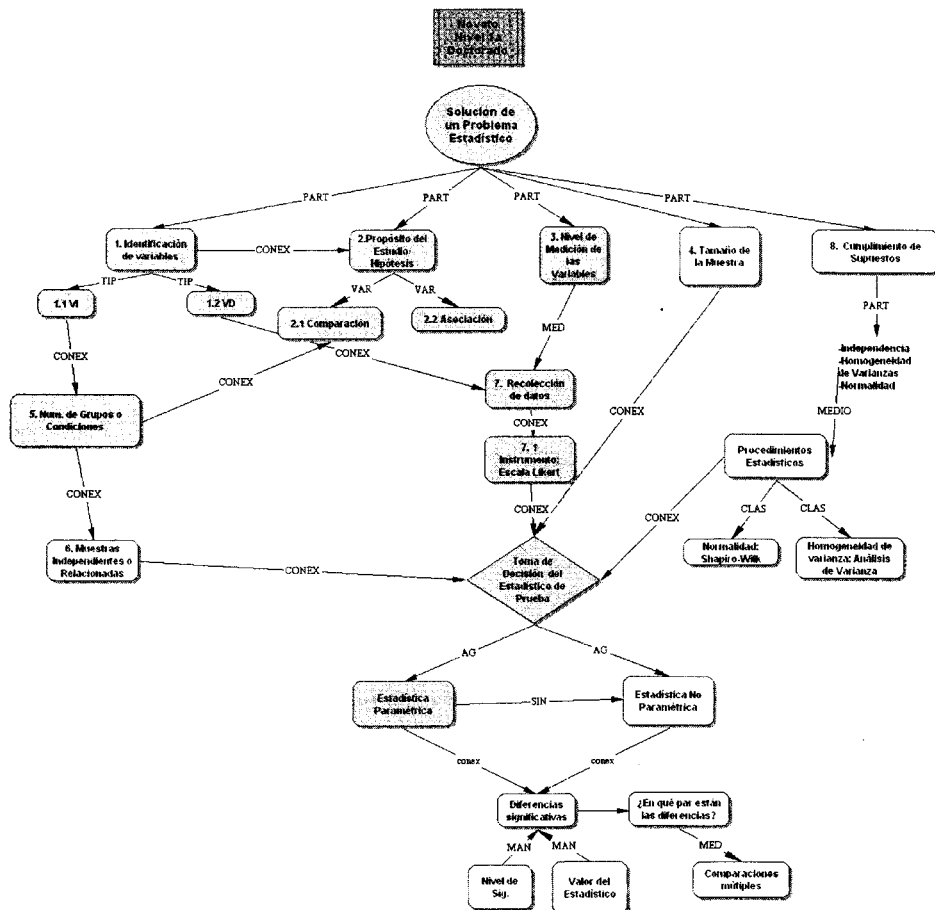 Novato
Nivel 1a
Doctorado
Solución de
un Problema
Estadístico
PART
PART
PART
PART
PART
1. Identificación
de variables
CONEX
2.Propósito del
Estudio-
Hipótesis
3. Nivel de
Medición de
las
Variables
4. Tamaño de
la Muestra
8. Cumplimiento de
Supuestos
TIP
TIP
VAR
VAR
PART
1.1 VI
1.2 VD
2.1 Comparación
2.2 Asociación
MED
-Independencia
-Homogeneidad
de Varianzas
-Normalidad
CONEX
CONEX
CONEX
7. Recolección
de datos
CONEX
CONEX
MEDIO
5. Num. de Grupos o
Condiciones
7. 1
Instrumento:
Escala Likert
Procedimientos
Estadísticos
CONEX
CONEX
CONEX
CLAS
CLAS
6. Muestras
Independientes o
Relacionadas
CONEX
Toma de
Decisión del
Estadístico de
Prueba
Normalidad:
Shapiro-Wilk
Homogeneidad de
varianza: Análisis
de Varianza
AG
AG
Estadística
Paramétrica
SIN
Estadística No
Paramétrica
conex
conex
Diferencias
significativas
¿En qué par están
las diferencias?
MAN
MAN
MED
Nivel de
Sig.
Valor del
Estadístico
Comparaciones
múltiples